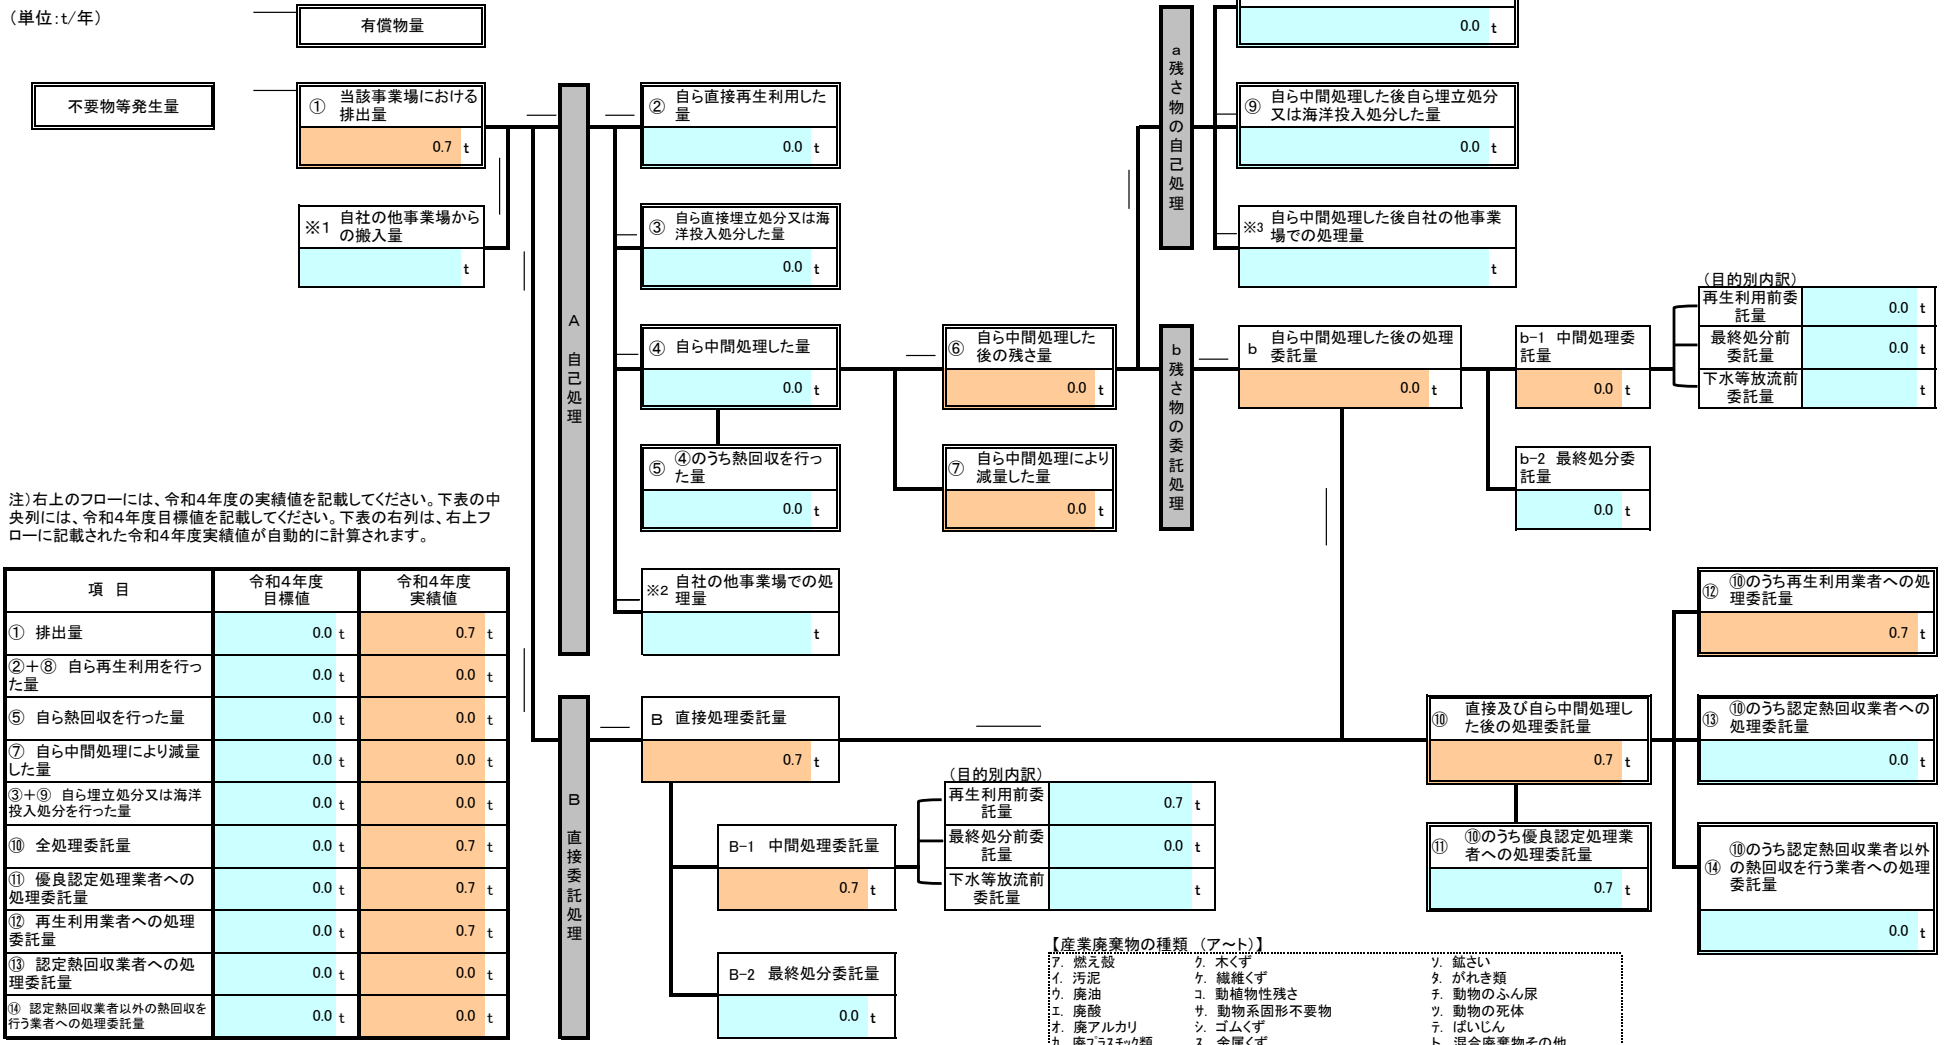 （単位：t/年）
有償物量
不要物等発生量
① 当該事業場における
排出量
0.7 t
※1 自社の他事業場から
の搬入量
t
A 自己処理
② 自ら直接再生利用した
量
0.0 t
③ 自ら直接埋立処分又は海
洋投入処分した量
0.0 t
④ 自ら中間処理した量
0.0 t
⑤ ④のうち熱回収を行っ
た量
0.0 t
※2 自社の他事業場での処
理量
t
⑥ 自ら中間処理した
後の残さ量
0.0 t
⑦ 自ら中間処理により
減量した量
0.0 t
a 残さ物の自己処理
0.0 t
⑨ 自ら中間処理した後自ら埋立処分
又は海洋投入処分した量
0.0 t
※3 自ら中間処理した後自社の他事業
場での処理量
t
b 残さ物の委託処理
b 自ら中間処理した後の処理
委託量
0.0 t
b-1 中間処理委
託量
0.0 t
b-2 最終処分委
託量
0.0 t
（目的別内訳）
再生利用前委
託量
0.0 t
最終処分前
委託量
0.0 t
下水等放流前
委託量
t
注）右上のフローには、令和４年度の実績値を記載してください。下表の中
央列には、令和４年度目標値を記載してください。下表の右列は、右上フ
ローに記載された令和４年度実績値が自動的に計算されます。
項 目 令和４年度
目標値 令和４年度
実績値
① 排出量 0.0 t 0.7 t
②＋⑧ 自ら再生利用を行っ
た量 0.0 t 0.0 t
⑤ 自ら熱回収を行った量 0.0 t 0.0 t
⑦ 自ら中間処理により減量
した量 0.0 t 0.0 t
③＋⑨ 自ら埋立処分又は海洋
投入処分を行った量 0.0 t 0.0 t
⑩ 全処理委託量 0.0 t 0.7 t
⑪ 優良認定処理業者への
処理委託量 0.0 t 0.7 t
⑫ 再生利用業者への処理
委託量 0.0 t 0.7 t
⑬ 認定熱回収業者への処
理委託量 0.0 t 0.0 t
⑭ 認定熱回収業者以外の熱回収を
行う業者への処理委託量 0.0 t 0.0 t
B 直接委託処理
B 直接処理委託量
0.7 t
B-1 中間処理委託量
0.7 t
B-2 最終処分委託量
0.0 t
（目的別内訳）
再生利用前委
託量
0.7 t
最終処分前委
託量
0.0 t
下水等放流前
委託量
t
⑩ 直接及び自ら中間処理し
た後の処理委託量
0.7 t
⑪ ⑩のうち優良認定処理業
者への処理委託量
0.7 t
⑫ ⑩のうち再生利用業者への処
理委託量
0.7 t
⑬ ⑩のうち認定熱回収業者への
処理委託量
0.0 t
⑭ ⑩のうち認定熱回収業者以外
の熱回収を行う業者への処理
委託量
0.0 t
【産業廃棄物の種類 （ア～ト）】
ア. 燃え殻 ク. 木くず ソ. 鉱さい
イ. 汚泥 ケ. 繊維くず タ. がれき類
ウ. 廃油 コ. 動植物性残さ チ. 動物のふん尿
エ. 廃酸 サ. 動物系固形不要物 ツ. 動物の死体
オ. 廃アルカリ シ. ゴムくず テ. ばいじん
カ. 廃プラスチック類 ス. 金属くず ト. 混合廃棄物その他